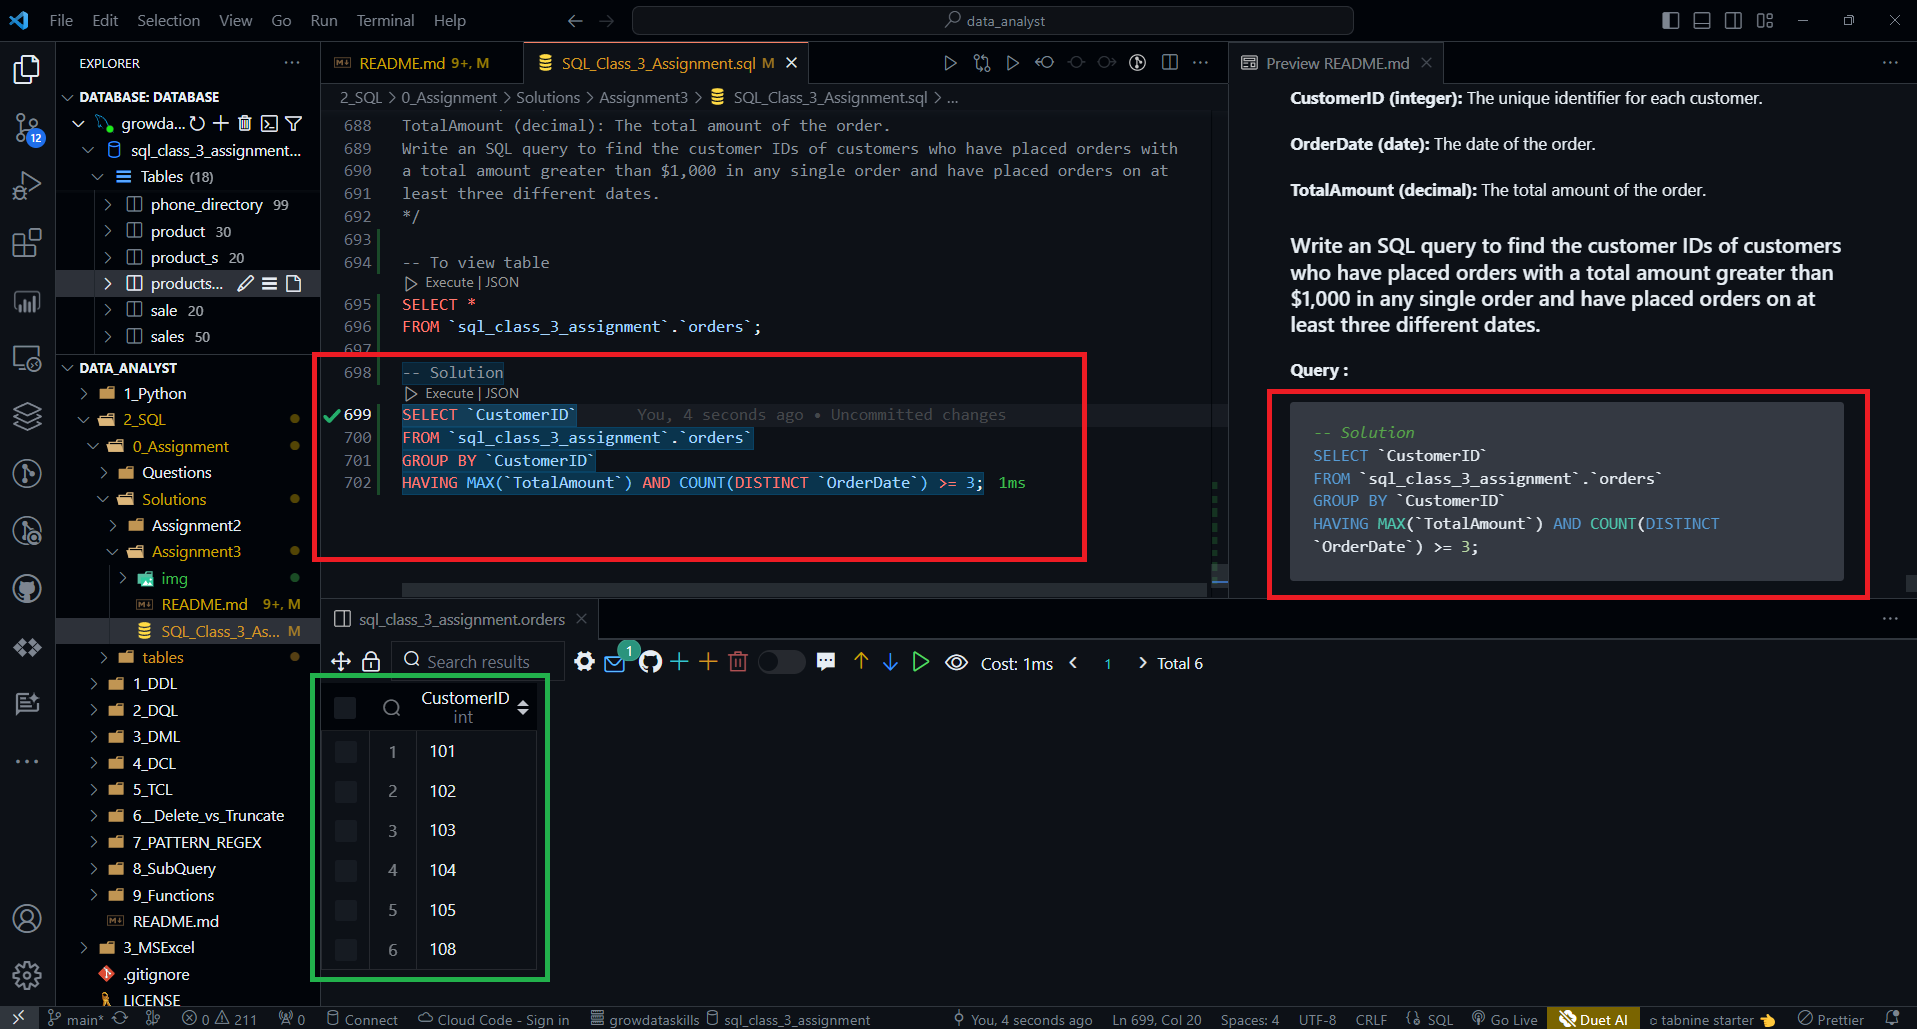 File Edit Selection View Go Run Terminal Help
data_analyst
EXPLORER
DATABASE: DATABASE
growda...
sql_class_3_assignment...
Tables (18)
phone_directory 99
product 30
product_s 20
products...
sale 20
sales 50
DATA_ANALYST
1_Python
2_SQL
0_Assignment
Questions
Solutions
Assignment2
Assignment3
img
README.md 9+, M
SQL_Class_3_As... M
tables
1_DDL
2_DQL
3_DML
4_DCL
5_TCL
6__Delete_vs_Truncate
7_PATTERN_REGEX
8_SubQuery
9_Functions
README.md
3_MSExcel
.gitignore
LICENSE
12
README.md 9+, M
SQL_Class_3_Assignment.sql M
2_SQL > 0_Assignment > Solutions > Assignment3 > SQL_Class_3_Assignment.sql > ...
688 TotalAmount (decimal): The total amount of the order.
689 Write an SQL query to find the customer IDs of customers who have placed orders with
690 a total amount greater than $1,000 in any single order and have placed orders on at
691 least three different dates.
692 */
693
694 -- To view table
Execute | JSON
695 SELECT *
696 FROM `sql_class_3_assignment`.`orders`;
697
698 -- Solution
Execute | JSON
699 SELECT `CustomerID` You, 4 seconds ago • Uncommitted changes
700 FROM `sql_class_3_assignment`.`orders`
701 GROUP BY `CustomerID`
702 HAVING MAX(`TotalAmount`) AND COUNT(DISTINCT `OrderDate`) >= 3; 1ms
Preview README.md
CustomerID (integer): The unique identifier for each customer.
OrderDate (date): The date of the order.
TotalAmount (decimal): The total amount of the order.
Write an SQL query to find the customer IDs of customers
who have placed orders with a total amount greater than
$1,000 in any single order and have placed orders on at
least three different dates.
Query :
-- Solution
SELECT `CustomerID`
FROM `sql_class_3_assignment`.`orders`
GROUP BY `CustomerID`
HAVING MAX(`TotalAmount`) AND COUNT(DISTINCT
`OrderDate`) >= 3;
sql_class_3_assignment.orders
Search results
1
Cost: 1ms < 1 > Total 6
CustomerID
int
1 101
2 102
3 103
4 104
5 105
6 108
main* 0 211 0 Connect Cloud Code - Sign in growdataskills sql_class_3_assignment You, 4 seconds ago Ln 699, Col 20 Spaces: 4 UTF-8 CRLF SQL Go Live Duet AI tabnine starter Prettier